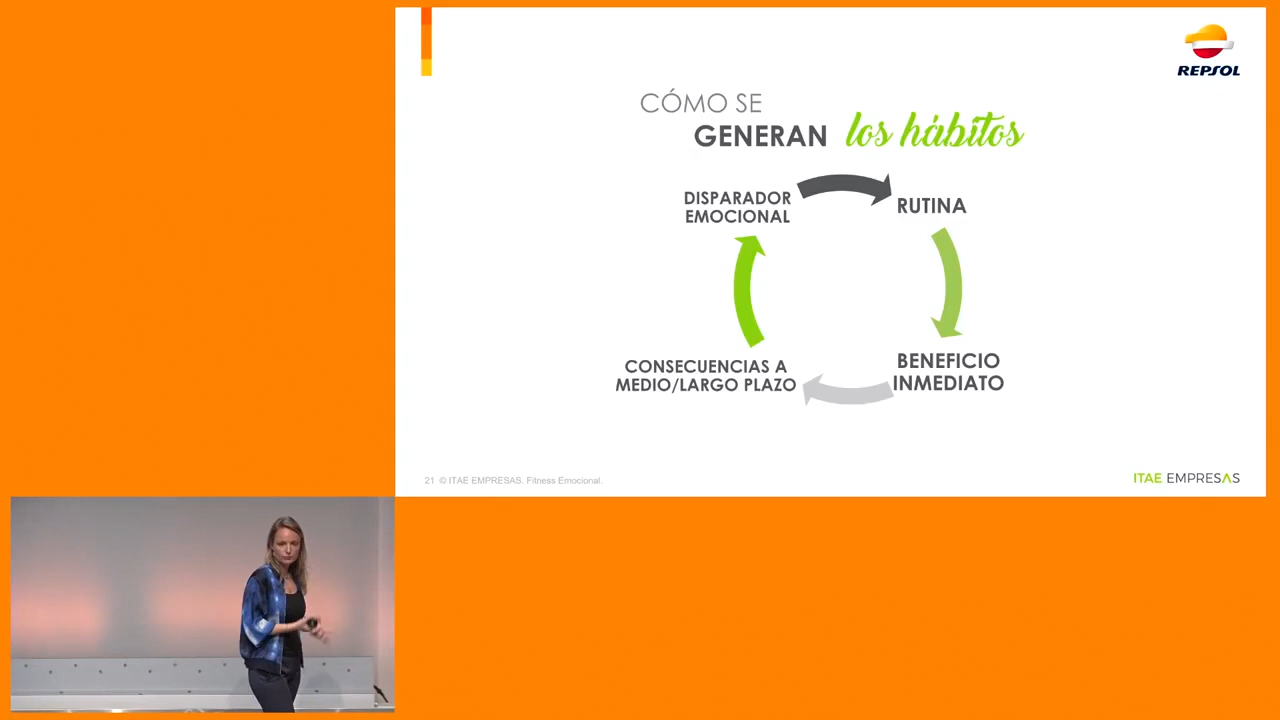 REPSOL
CÓMO SE
GENERAN los hábitos
DISPARADOR
EMOCIONAL
RUTINA
CONSECUENCIAS A
MEDIO/LARGO PLAZO
BENEFICIO
INMEDIATO
21 © ITAE EMPRESAS. Fitness Emocional.
ITAE EMPRESAS